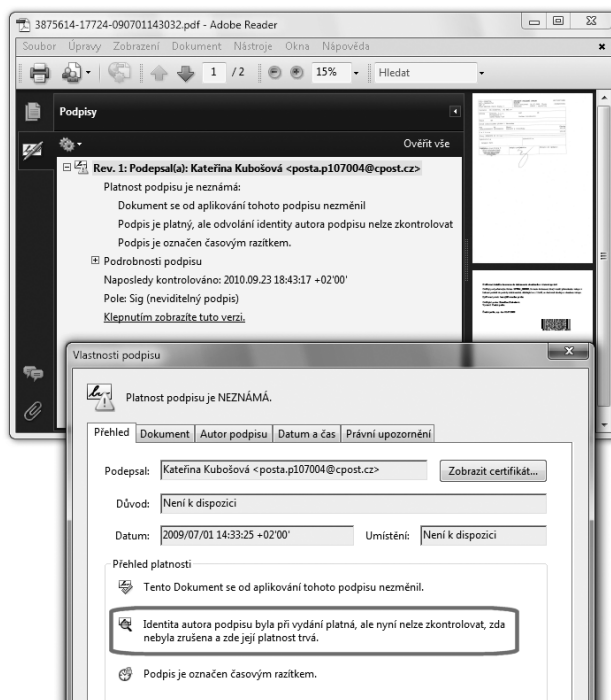 3875614-17724-090701143032.pdf - Adobe Reader
Soubor Úpravy Zobrazení Dokument Nástroje Okna Nápověda
1 / 2 15% Hledat
Podpisy
Ověřit vše
Rev. 1: Podepsal(a): Kateřina Kubošová <posta.p107004@cpost.cz>
Platnost podpisu je neznámá:
Dokument se od aplikování tohoto podpisu nezměnil
Podpis je platný, ale odvolání identity autora podpisu nelze zkontrolovat
Podpis je označen časovým razítkem.
Podrobnosti podpisu
Naposledy kontrolováno: 2010.09.23 18:43:17 +02'00'
Pole: Sig (neviditelný podpis)
Klepnutím zobrazíte tuto verzi.
Vlastnosti podpisu
Platnost podpisu je NEZNÁMÁ.
Přehled Dokument Autor podpisu Datum a čas Právní upozornění
Podepsal: Kateřina Kubošová <posta.p107004@cpost.cz> Zobrazit certifikát...
Důvod: Není k dispozici
Datum: 2009/07/01 14:33:25 +02'00' Umístění: Není k dispozici
Přehled platnosti
Tento Dokument se od aplikování tohoto podpisu nezměnil.
Identita autora podpisu byla při vydání platná, ale nyní nelze zkontrolovat, zda
nebyla zrušena a zde její platnost trvá.
Podpis je označen časovým razítkem.